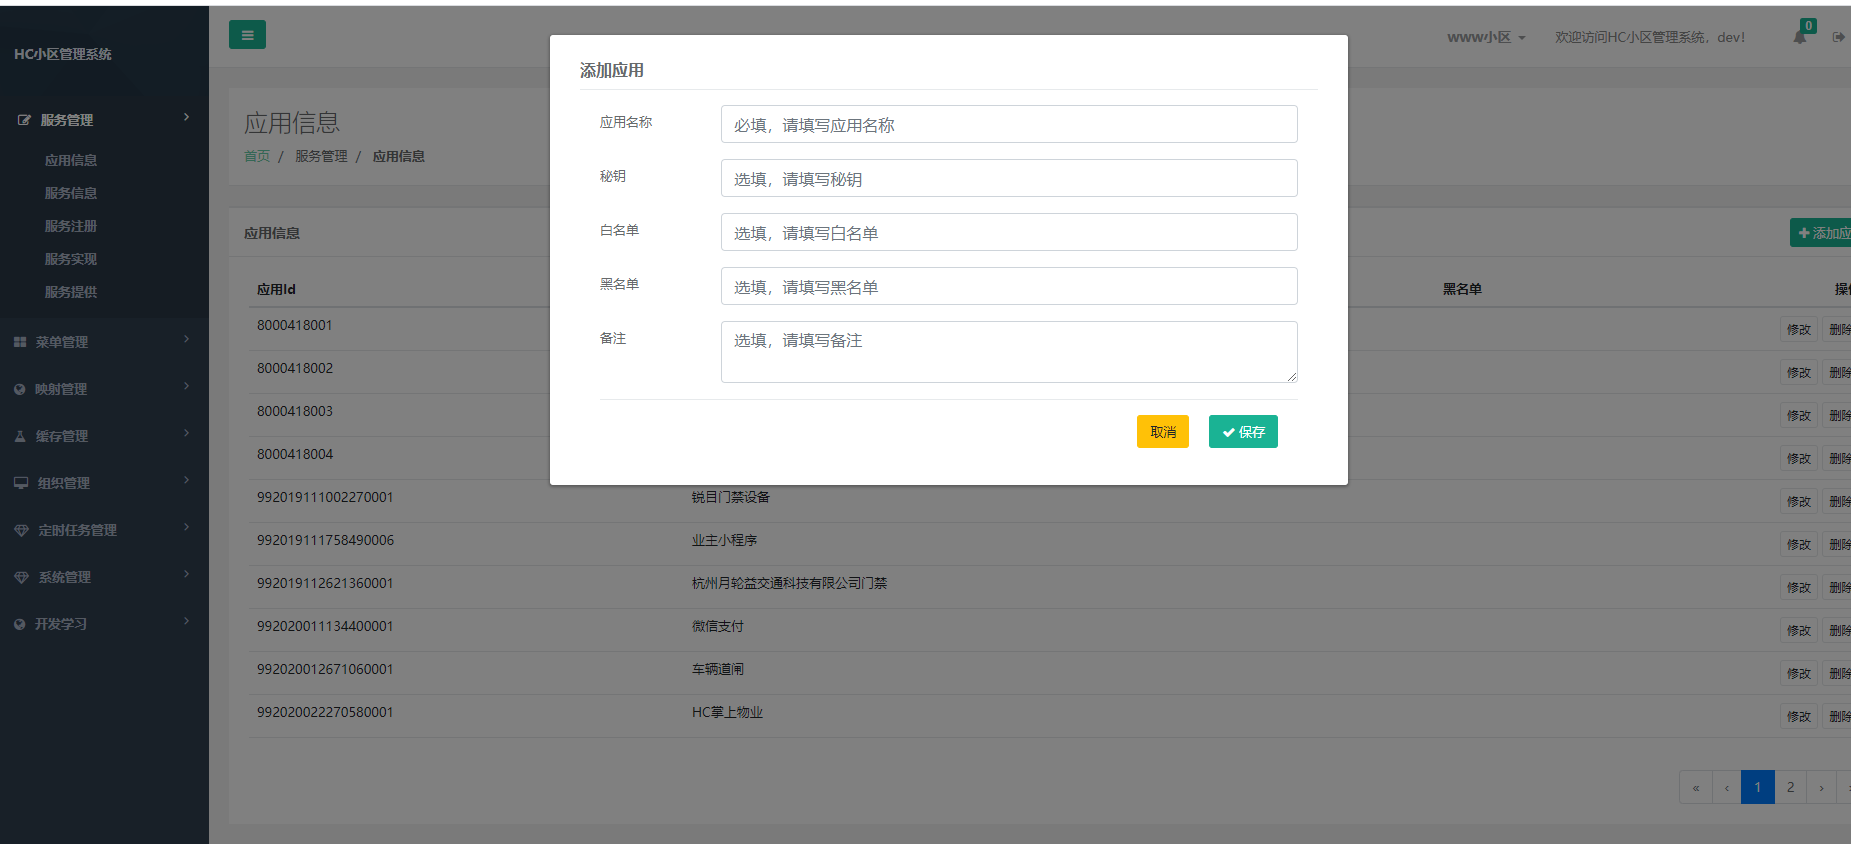 HC小区管理系统
服务管理
应用信息
服务信息
服务注册
服务实现
服务提供
菜单管理
映射管理
缓存管理
组织管理
定时任务管理
系统管理
开发学习
www小区
欢迎访问HC小区管理系统，dev!
0
应用信息
首页 / 服务管理 / 应用信息
应用信息
添加应
应用Id 黑名单
8000418001 修改 删除
8000418002 修改 删除
8000418003 修改 删除
8000418004 修改 删除
992019111002270001 锐目门禁设备 修改 删除
992019111758490006 业主小程序 修改 删除
992019112621360001 杭州月轮益交通科技有限公司门禁 修改 删除
992020011134400001 微信支付 修改 删除
992020012671060001 车辆道闸 修改 删除
992020022270580001 HC掌上物业 修改 删除
« ‹ 1 2 ›
添加应用
应用名称 必填，请填写应用名称
秘钥 选填，请填写秘钥
白名单 选填，请填写白名单
黑名单 选填，请填写黑名单
备注 选填，请填写备注
取消 保存